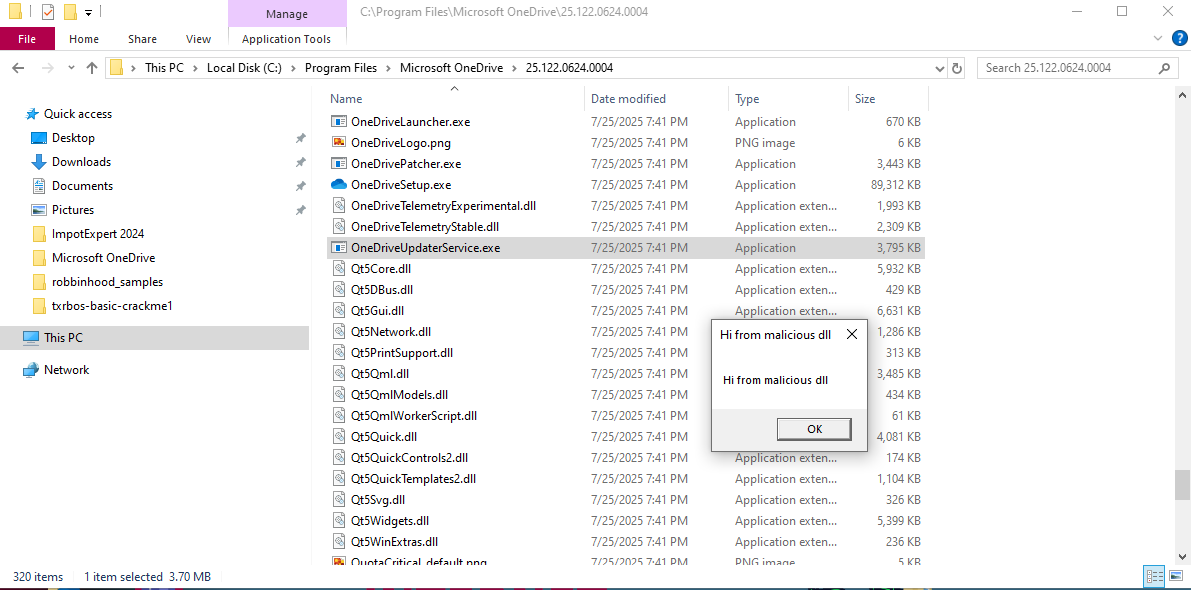 Manage
C:\Program Files\Microsoft OneDrive\25.122.0624.0004
File Home Share View Application Tools
This PC Local Disk (C:) Program Files Microsoft OneDrive 25.122.0624.0004
Search 25.122.0624.0004
Quick access
Desktop
Downloads
Documents
Pictures
ImpotExpert 2024
Microsoft OneDrive
robbinhood_samples
txrbos-basic-crackme1
This PC
Network
Name Date modified Type Size
OneDriveLauncher.exe 7/25/2025 7:41 PM Application 670 KB
OneDriveLogo.png 7/25/2025 7:41 PM PNG image 6 KB
OneDrivePatcher.exe 7/25/2025 7:41 PM Application 3,443 KB
OneDriveSetup.exe 7/25/2025 7:41 PM Application 89,312 KB
OneDriveTelemetryExperimental.dll 7/25/2025 7:41 PM Application exten... 1,993 KB
OneDriveTelemetryStable.dll 7/25/2025 7:41 PM Application exten... 2,309 KB
OneDriveUpdaterService.exe 7/25/2025 7:41 PM Application 3,795 KB
Qt5Core.dll 7/25/2025 7:41 PM Application exten... 5,932 KB
Qt5DBus.dll 7/25/2025 7:41 PM Application exten... 429 KB
Qt5Gui.dll 7/25/2025 7:41 PM Application exten... 6,631 KB
Qt5Network.dll 7/25/2025 7:41 PM 1,286 KB
Qt5PrintSupport.dll 7/25/2025 7:41 PM 313 KB
Qt5Qml.dll 7/25/2025 7:41 PM 3,485 KB
Qt5QmlModels.dll 7/25/2025 7:41 PM 434 KB
Qt5QmlWorkerScript.dll 7/25/2025 7:41 PM 61 KB
Qt5Quick.dll 7/25/2025 7:41 PM 4,081 KB
Qt5QuickControls2.dll 7/25/2025 7:41 PM Application exten... 174 KB
Qt5QuickTemplates2.dll 7/25/2025 7:41 PM Application exten... 1,104 KB
Qt5Svg.dll 7/25/2025 7:41 PM Application exten... 326 KB
Qt5Widgets.dll 7/25/2025 7:41 PM Application exten... 5,399 KB
Qt5WinExtras.dll 7/25/2025 7:41 PM Application exten... 236 KB
QuotaCritical_default.png 7/25/2025 7:41 PM PNG image 5 KB
Hi from malicious dll
Hi from malicious dll
OK
320 items 1 item selected 3.70 MB